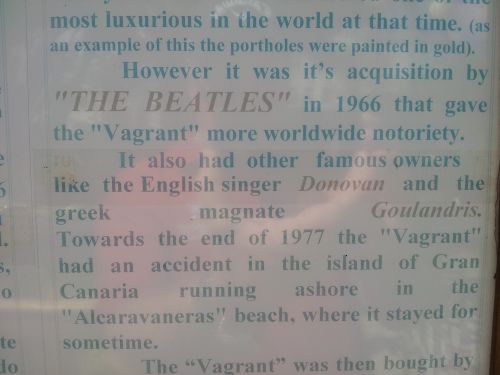 most luxurious in the world at that time. (as
an example of this the portholes were painted in gold).
However it was it's acquisition by
"THE BEATLES" in 1966 that gave
the "Vagrant" more worldwide notoriety.
It also had other famous owners
like the English singer Donovan and the
greek magnate Goulandris.
Towards the end of 1977 the "Vagrant"
had an accident in the island of Gran
Canaria running ashore in the
"Alcaravaneras" beach, where it stayed for
sometime.
The "Vagrant" was then bought by